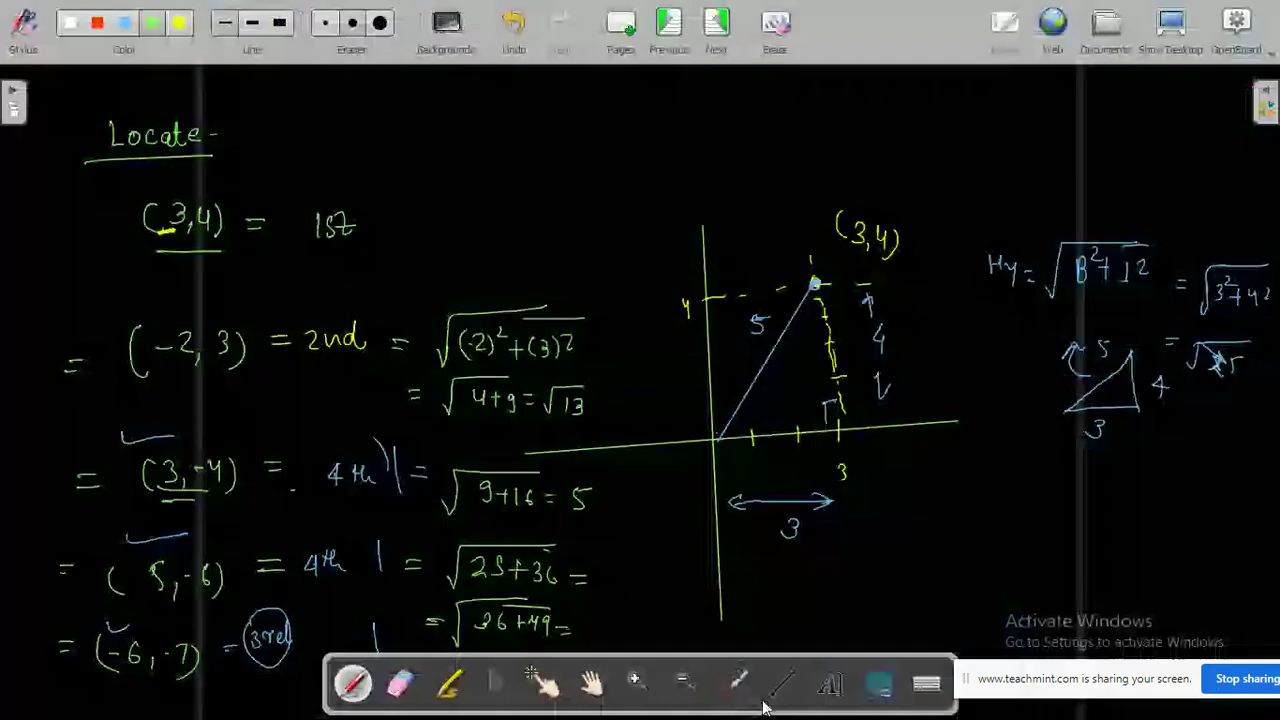 Stylus Color Line Eraser Backgrounds Undo Pages Previous Next Erase Web Documents Show Desktop OpenBoard
Locate -
(3,4) = 1st
= (-2, 3) = 2nd = √(-2)²+(3)2
= √4+9 = √13
= (3,-4) = 4th | = √9+16 = 5
= (5,-6) = 4th | = √25+36 =
= (-6,-7) = 3rd | = √36+49 =
(3,4)
4
5
4
3
3
Hy = √B²+L2 = √3²+42
= √25
5
4
3
Activate Windows
Go to Settings to activate Windows.
www.teachmint.com is sharing your screen.
Stop sharing